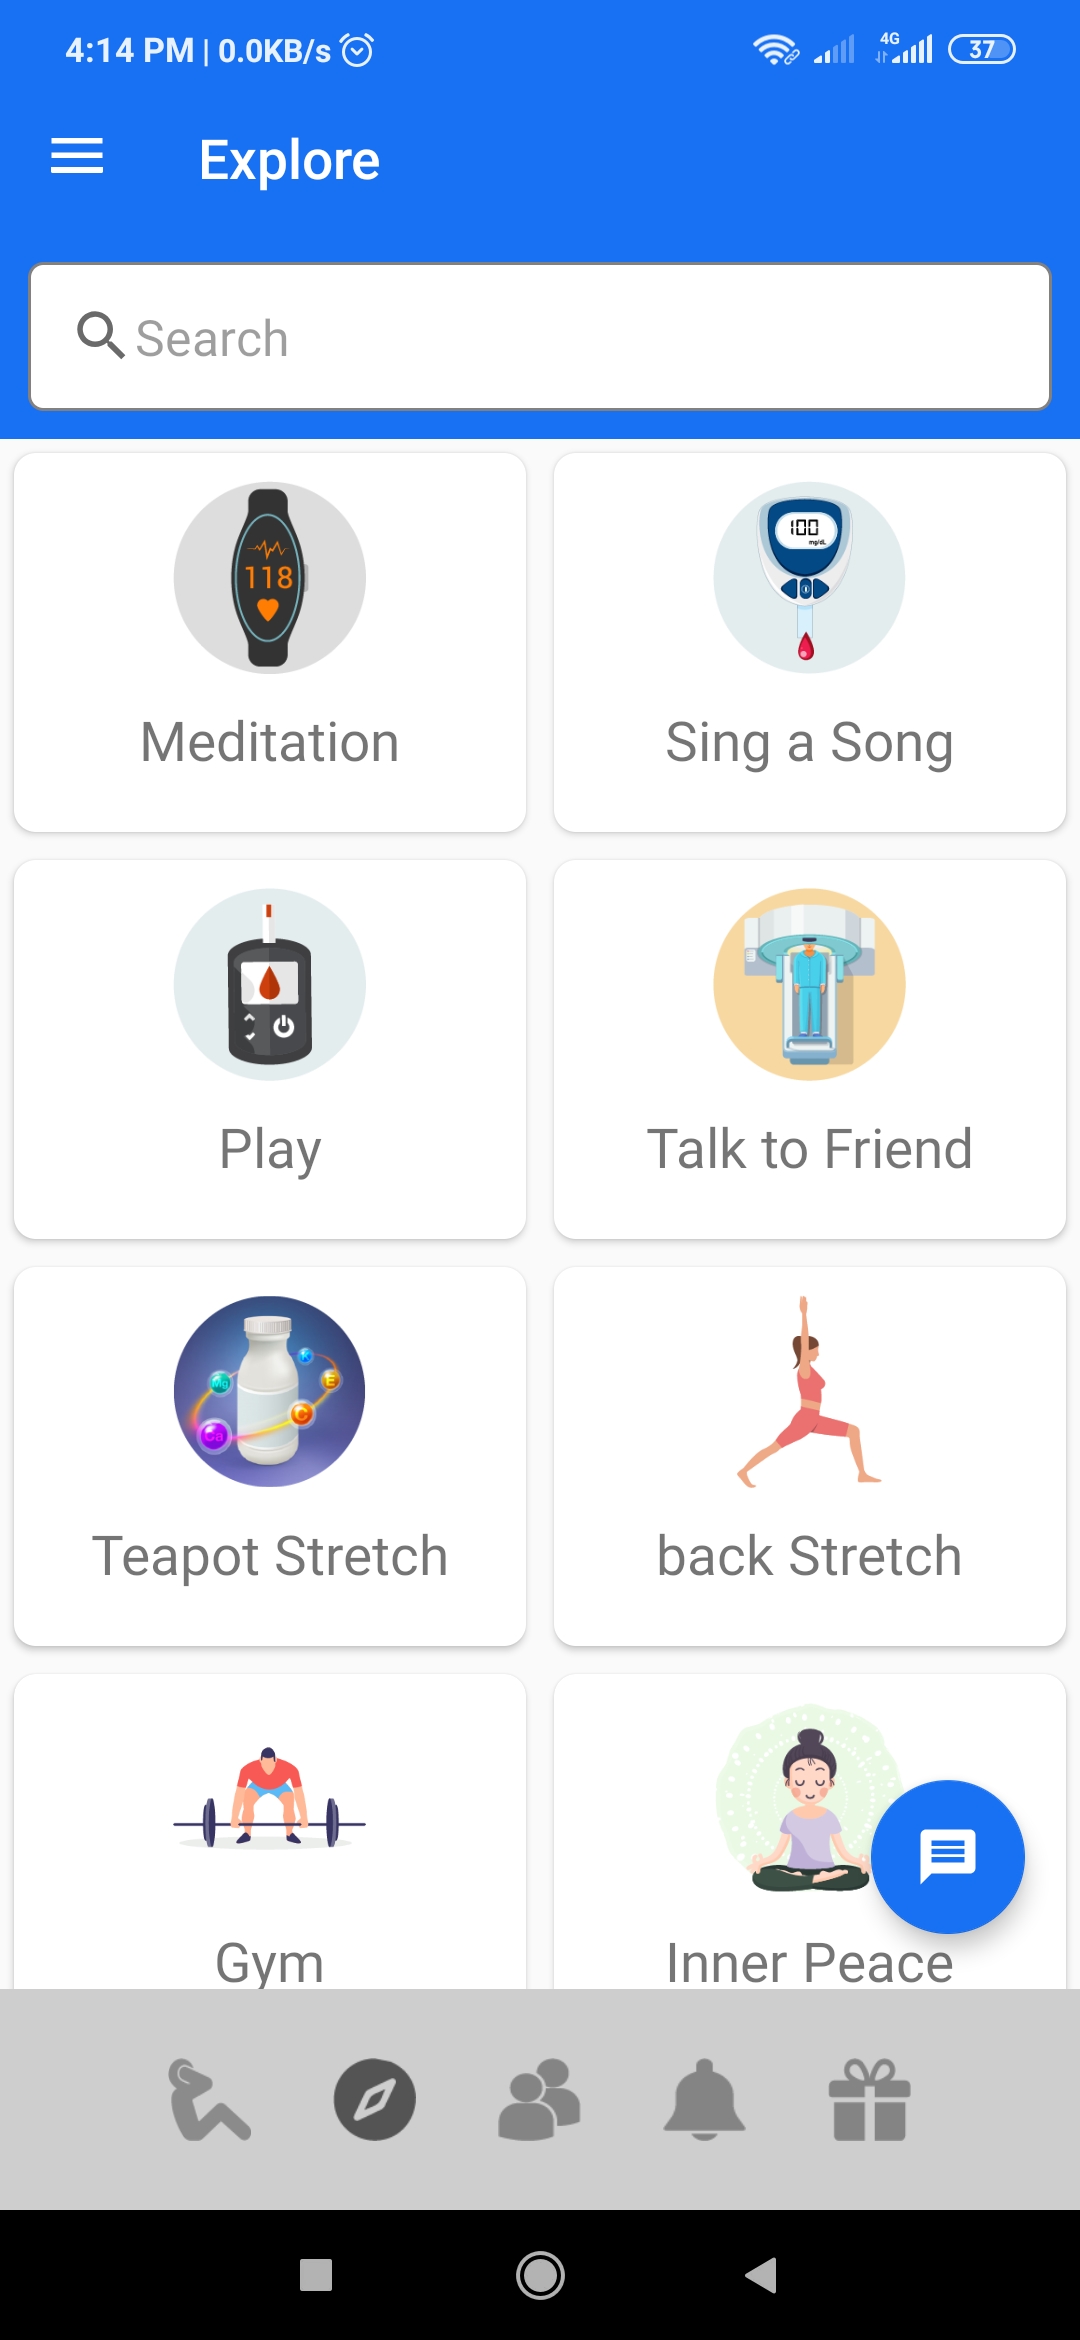 4:14 PM | 0.0KB/s
4G
37
Explore
Search
118
100
mg/dL
Meditation
Sing a Song
Play
Talk to Friend
Mg
K
E
C
Ca
Teapot Stretch
back Stretch
Gym
Inner Peace